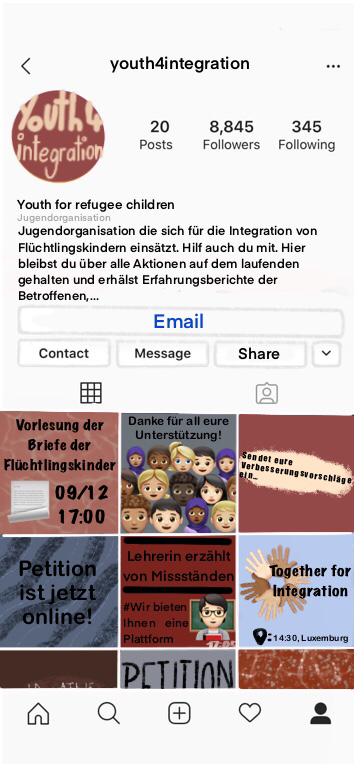 youth4integration
Youth 4
integration
20
8,845
345
Posts
Followers
Following
Youth for refugee children
Jugendorganisation
Jugendorganisation die sich für die Integration von
Flüchtlingskindern einsätzt. Hilf auch du mit. Hier
bleibst du über alle Aktionen auf dem laufenden
gehalten und erhälst Erfahrungsberichte der
Betroffenen,...
Email
Contact
Message
Share
Vorlesung der
Briefe der
Flüchtlingskinder
09/12
17:00
Danke für all eure
Unterstützung!
Sendet eure
Verbesserungsvorschläge
ein...
Petition
ist jetzt
online!
Lehrerin erzählt
von Missständen
#Wir bieten
Ihnen eine
Plattform
Together for
Integration
: 14:30, Luxemburg
PETITION